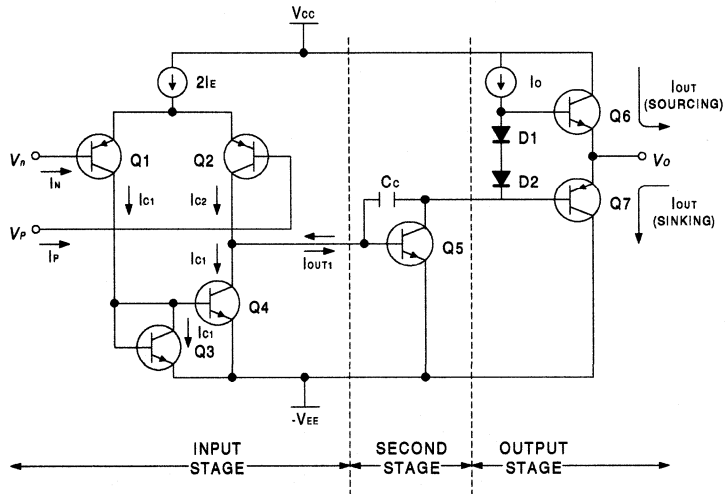 VCC
2IE
IO
Q6
IOUT
(SOURCING)
D1
Vn
Q1
Q2
VO
IN
D2
CC
Q7
IOUT
(SINKING)
IC1
IC2
VP
IP
IC1
IOUT1
Q5
Q4
IC1
Q3
-VEE
INPUT
STAGE
SECOND
STAGE
OUTPUT
STAGE